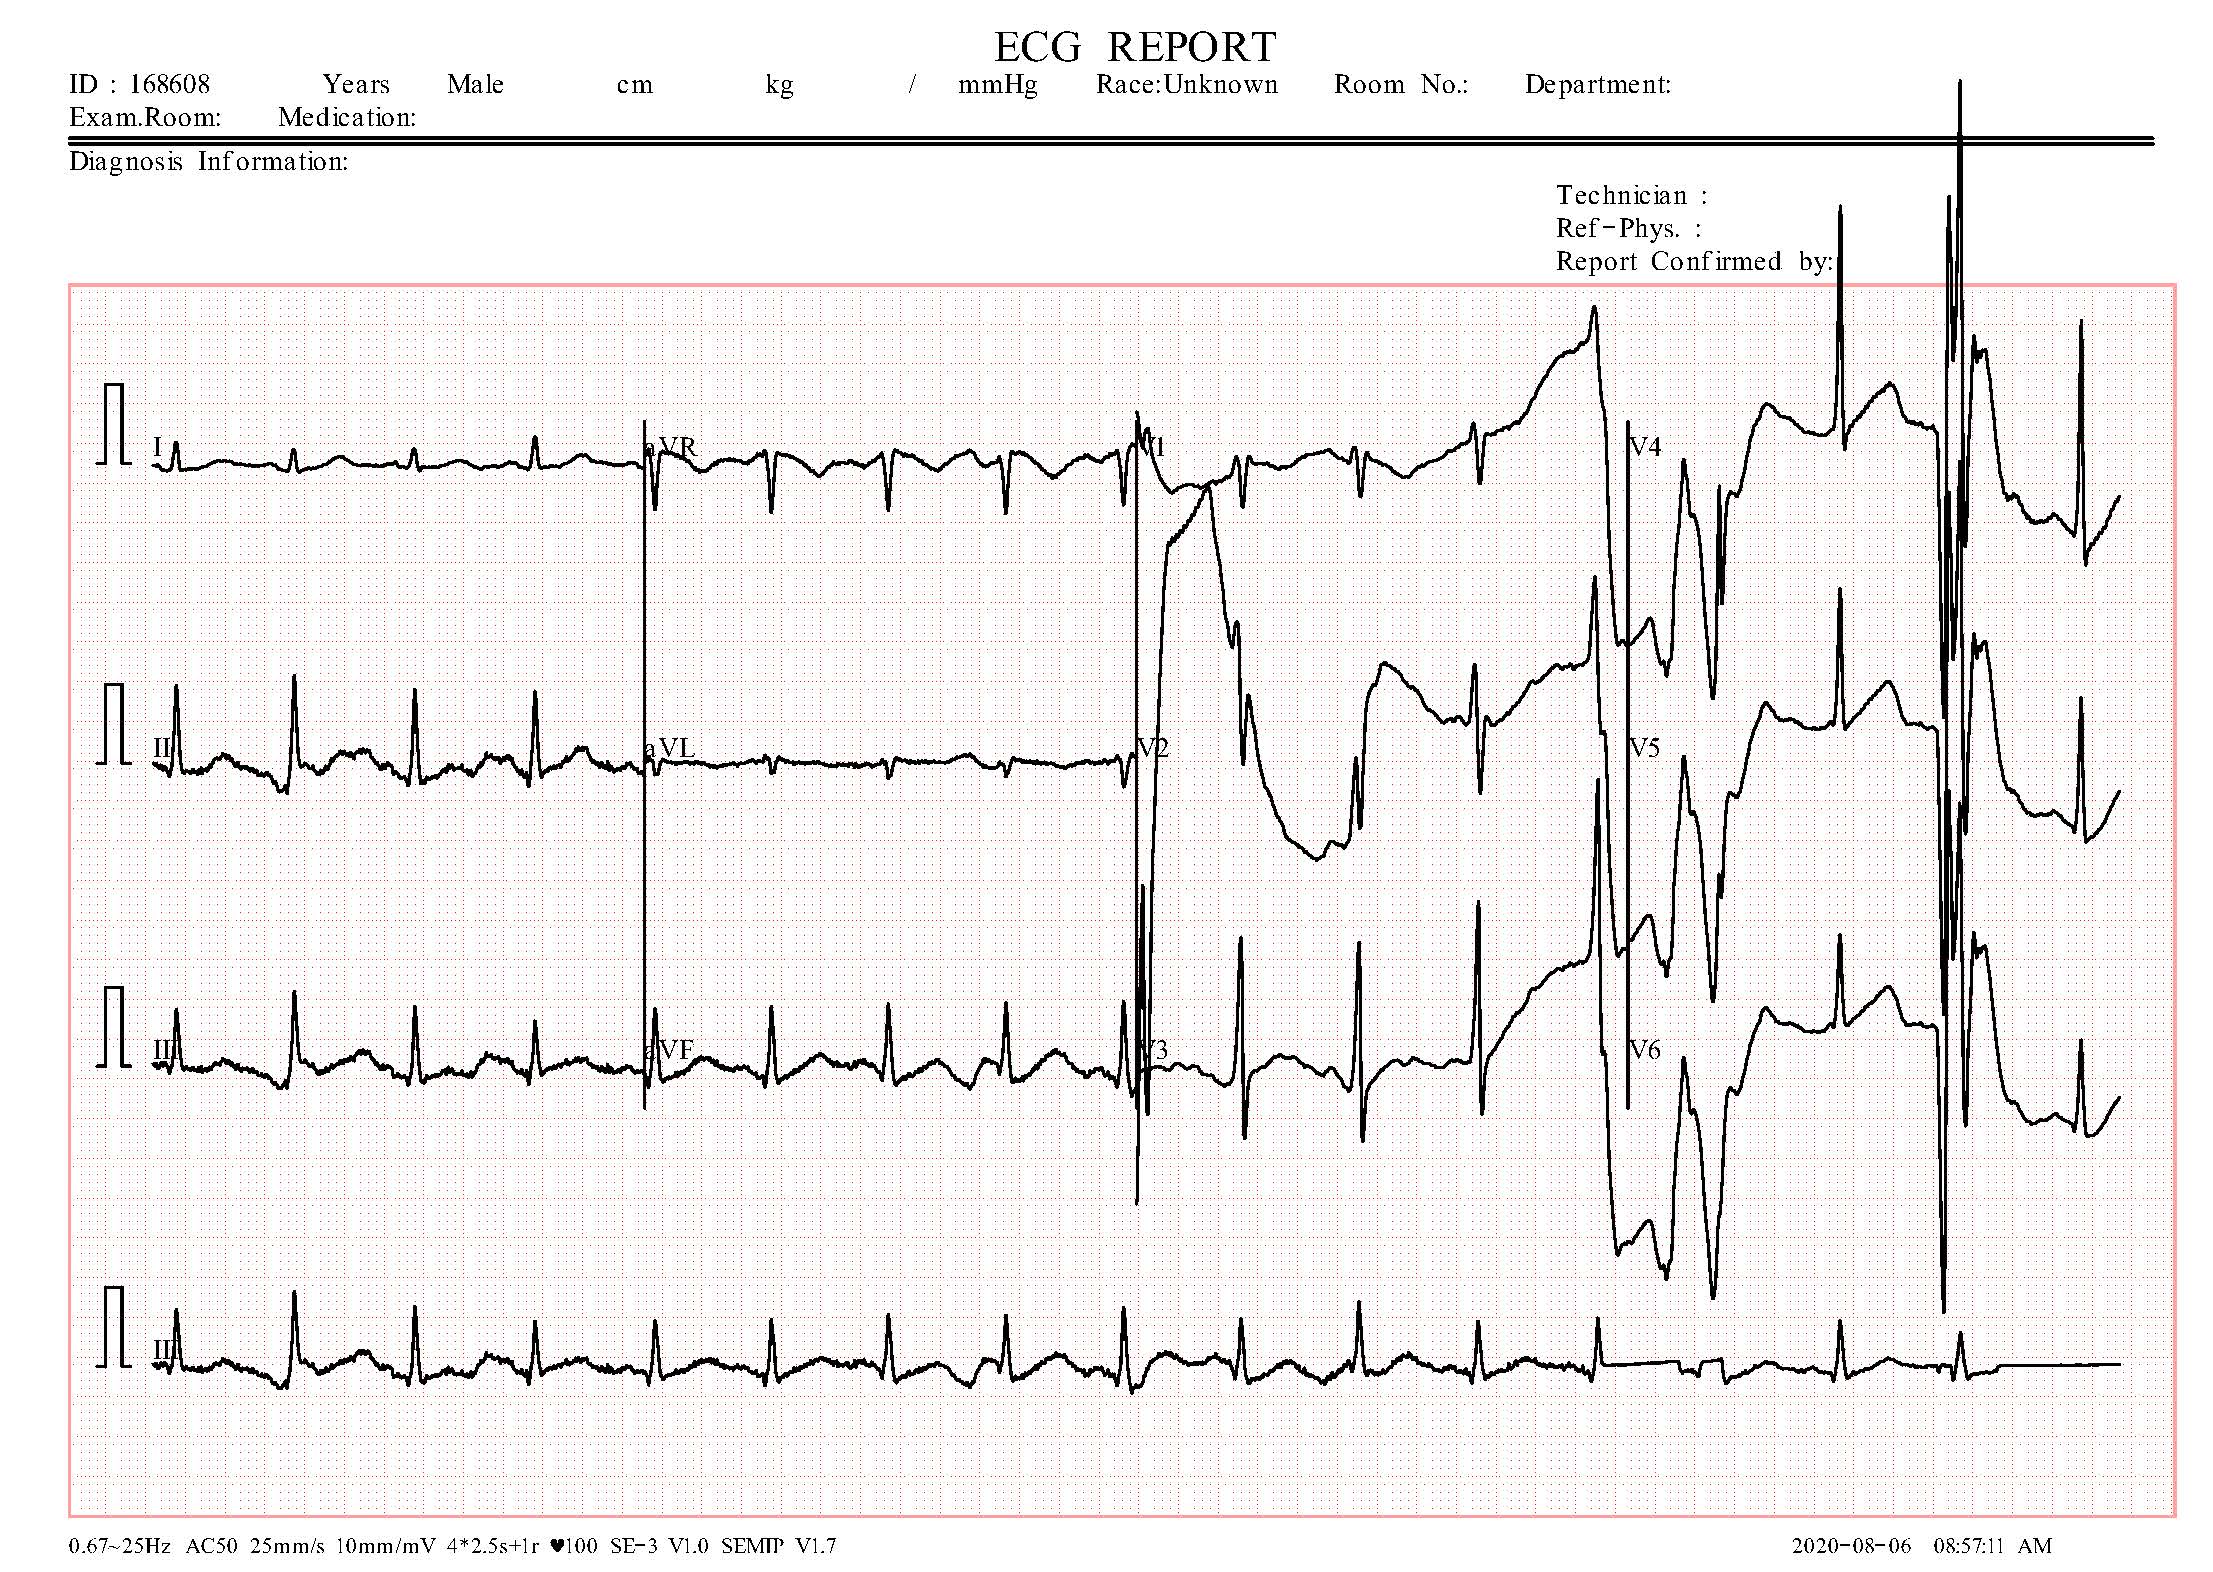 ECG REPORT
ID : 168608 Years Male cm kg / mmHg Race:Unknown Room No.: Department:
Exam.Room: Medication:
Diagnosis Information:
Technician :
Ref-Phys. :
Report Confirmed by:
I aVR V1 V4
II aVL V2 V5
III aVF V3 V6
0.67~25Hz AC50 25mm/s 10mm/mV 4*2.5s+1r ♥100 SE-3 V1.0 SEMIP V1.7 2020-08-06 08:57:11 AM